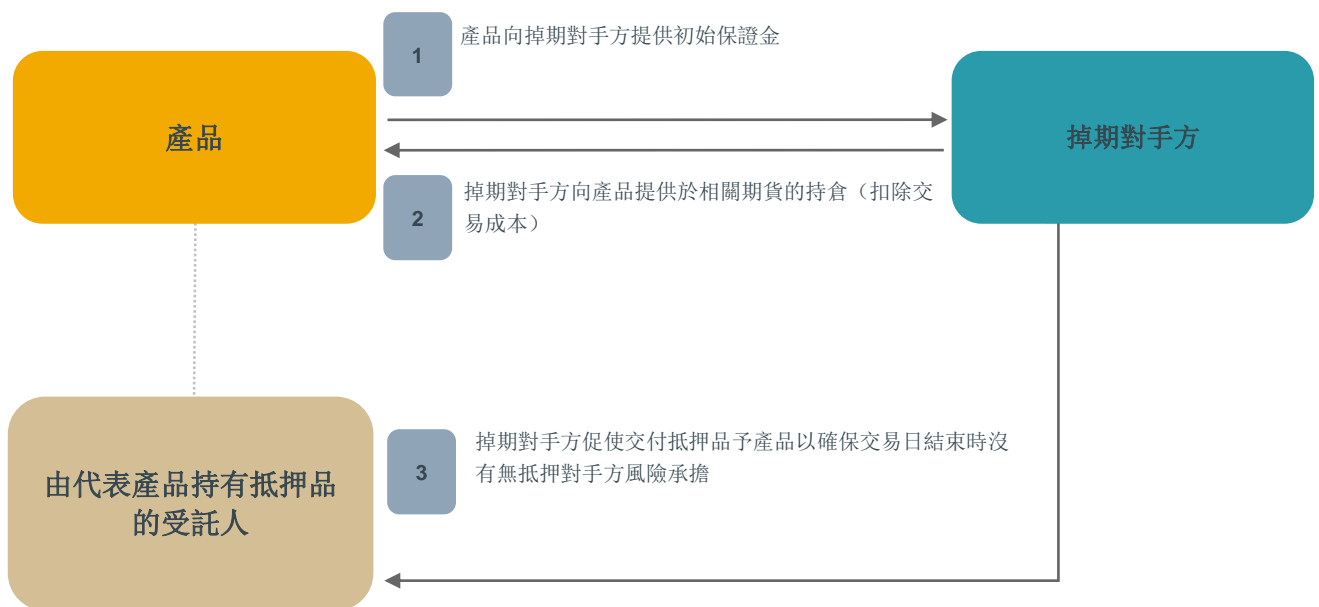 1
產品向掉期對手方提供初始保證金
產品
掉期對手方
2
掉期對手方向產品提供於相關期貨的持倉（扣除交
易成本）
3
掉期對手方促使交付抵押品予產品以確保交易日結束時沒
有無抵押對手方風險承擔
由代表產品持有抵押品
的受託人